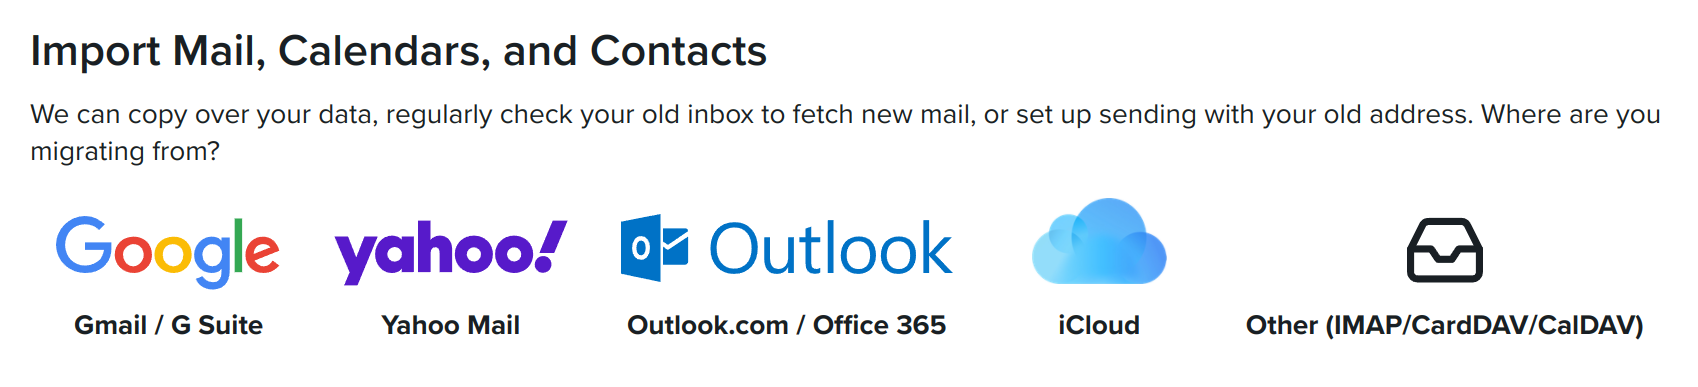 Import Mail, Calendars, and Contacts
We can copy over your data, regularly check your old inbox to fetch new mail, or set up sending with your old address. Where are you
migrating from?
Google yahoo! Outlook
Gmail / G Suite Yahoo Mail Outlook.com / Office 365 iCloud Other (IMAP/CardDAV/CalDAV)